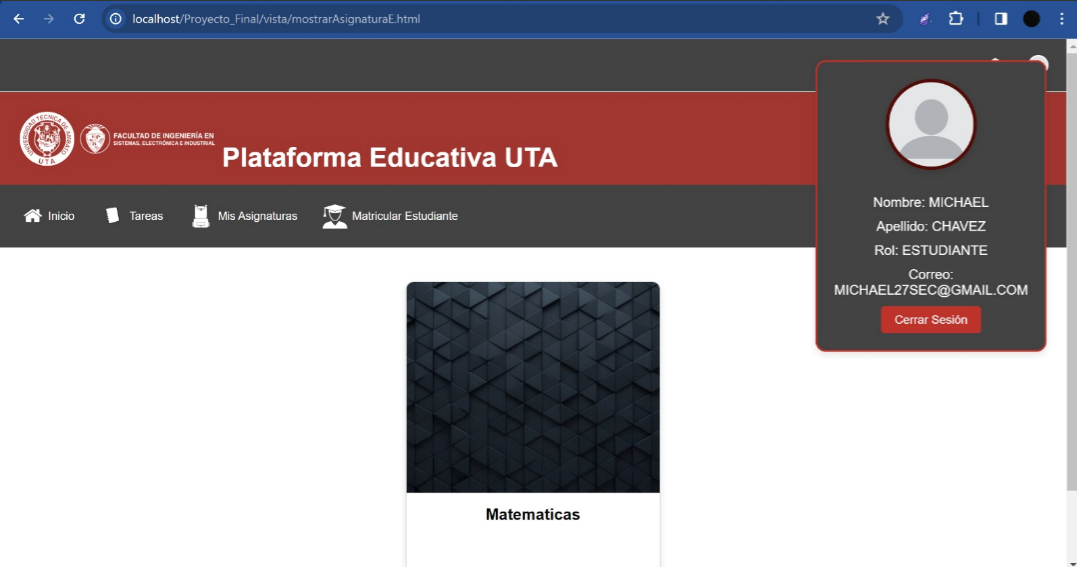 localhost/Proyecto_Final/vista/mostrarAsignaturaE.html
UNIVERSIDAD TECNICA DE AMBATO
UTA
FACULTAD DE INGENIERÍA EN
SISTEMAS, ELECTRÓNICA E INDUSTRIAL
Plataforma Educativa UTA
Inicio
Tareas
Mis Asignaturas
Matricular Estudiante
Nombre: MICHAEL
Apellido: CHAVEZ
Rol: ESTUDIANTE
Correo:
MICHAEL27SEC@GMAIL.COM
Cerrar Sesión
Matematicas